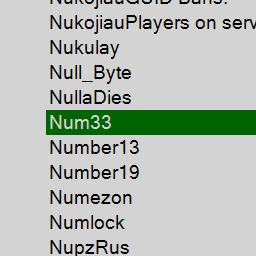 NukojiauGUID Bans:
NukojiauPlayers on serv
Nukulay
Null_Byte
NullaDies
Num33
Number13
Number19
Numezon
Numlock
NupzRus